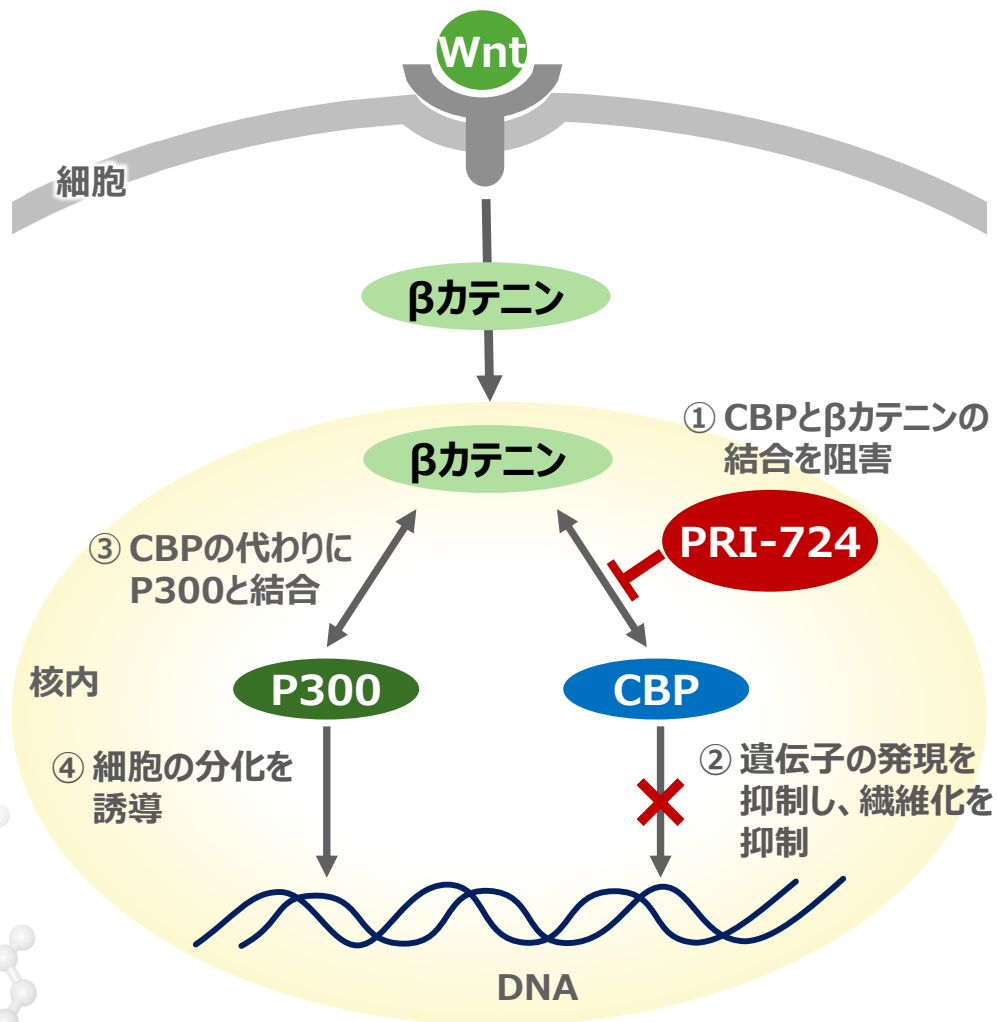 Wnt
細胞
βカテニン
βカテニン
① CBPとβカテニンの
結合を阻害
PRI-724
③ CBPの代わりに
P300と結合
核内
P300
CBP
④ 細胞の分化を
誘導
② 遺伝子の発現を
抑制し、繊維化を
抑制
DNA